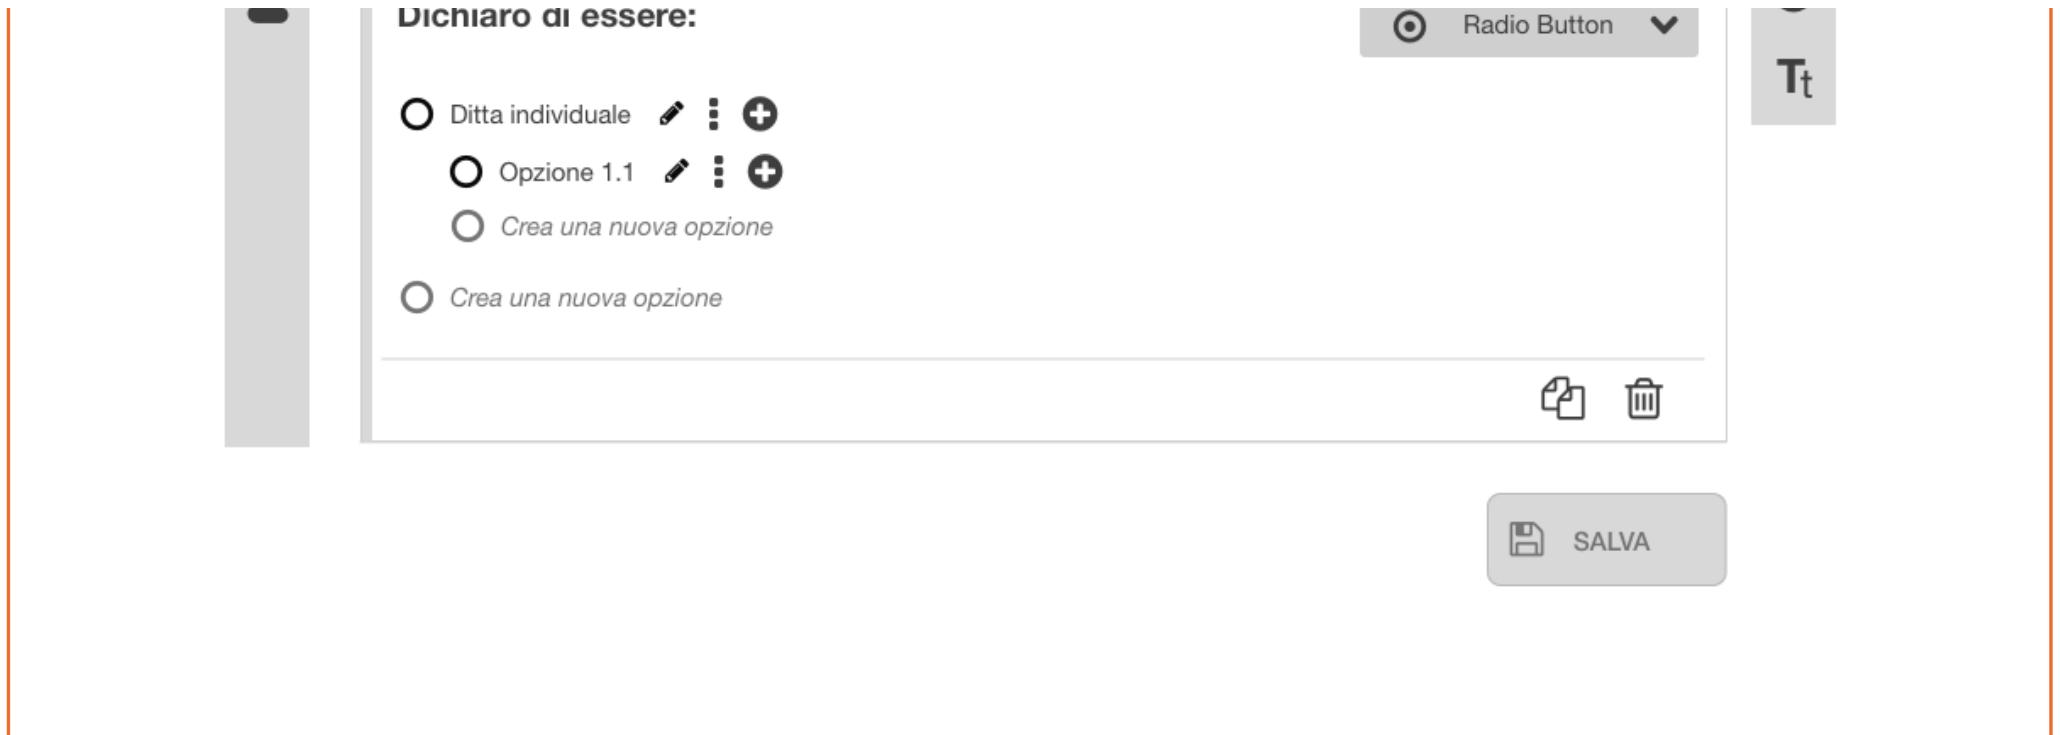 Dichiaro di essere:
Radio Button
Tt
Ditta individuale
Opzione 1.1
Crea una nuova opzione
Crea una nuova opzione
SALVA